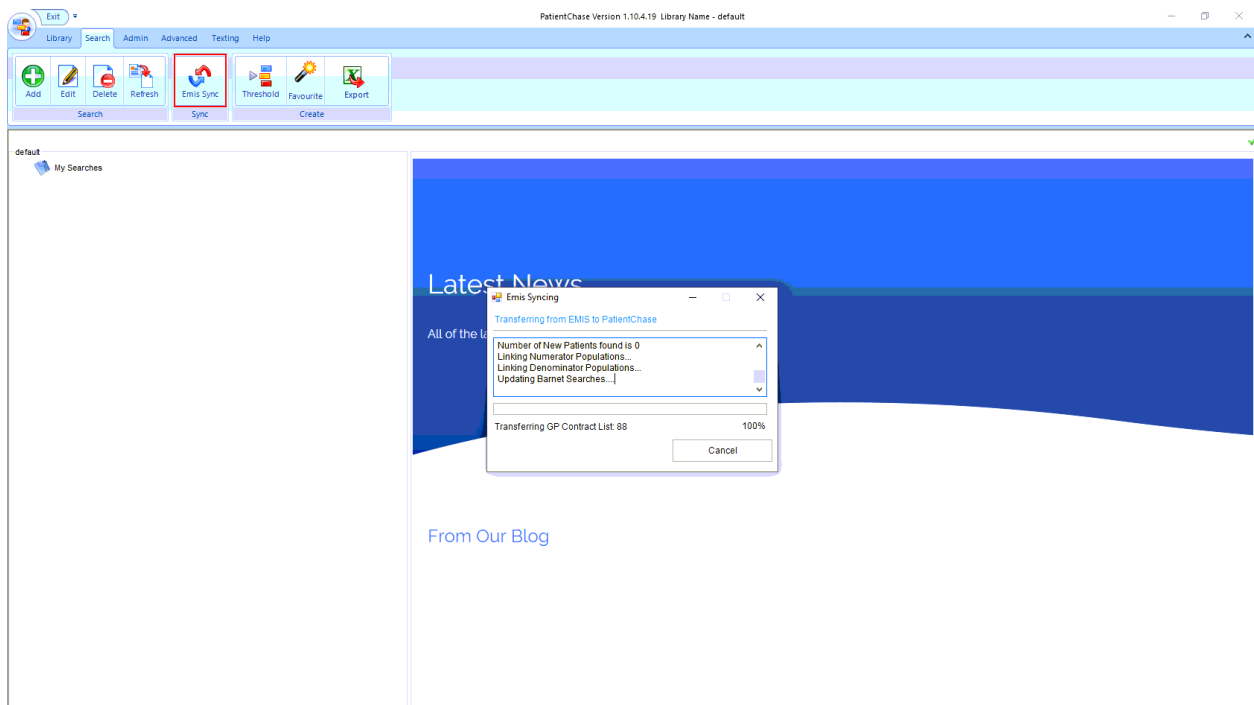 Exit
PatientChase Version 1.10.4.19 Library Name - default
Library Search Admin Advanced Texting Help
Add Edit Delete Refresh Emis Sync Threshold Favourite Export
Search Sync Create
default
My Searches
Latest News
All of the la
Emis Syncing
Transferring from EMIS to PatientChase
Number of New Patients found is 0
Linking Numerator Populations...
Linking Denominator Populations...
Updating Barnet Searches....
Transferring GP Contract List: 88 100%
Cancel
From Our Blog